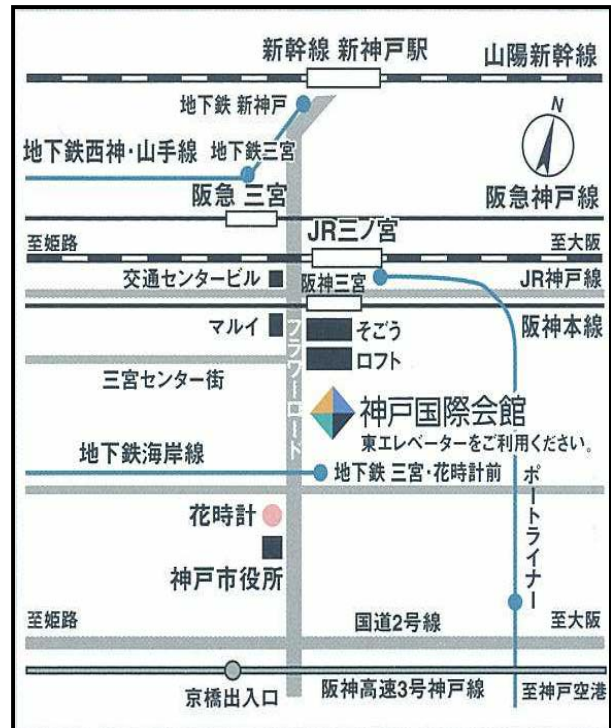 新幹線 新神戸駅
山陽新幹線
地下鉄 新神戸
N
地下鉄西神・山手線
地下鉄三宮
阪急 三宮
阪急神戸線
JR三ノ宮
至姫路
至大阪
交通センタービル
阪神三宮
JR神戸線
マルイ
そごう
阪神本線
フラワーロード
ロフト
三宮センター街
神戸国際会館
東エレベーターをご利用ください。
地下鉄海岸線
地下鉄 三宮・花時計前
ポートライナー
花時計
神戸市役所
至姫路
国道2号線
至大阪
京橋出入口
阪神高速3号神戸線
至神戸空港